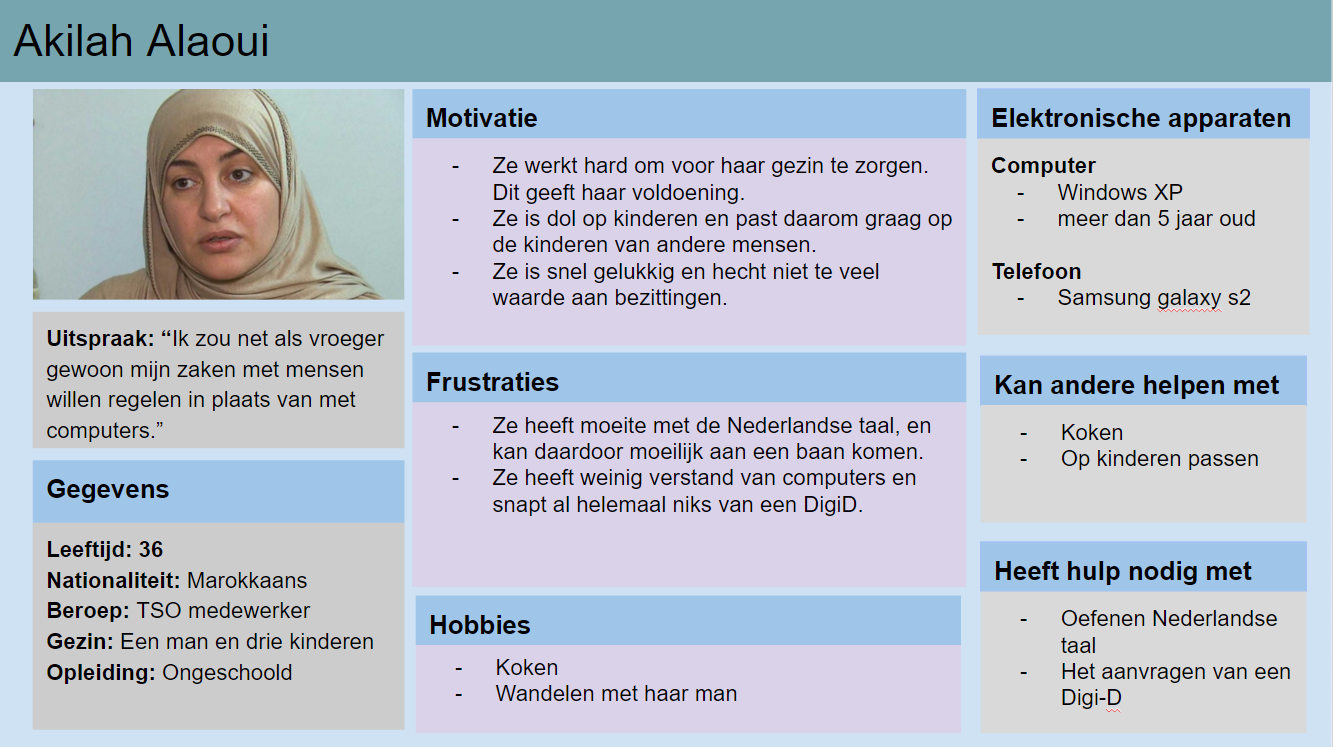 Akilah Alaoui
Uitspraak: “Ik zou net als vroeger
gewoon mijn zaken met mensen
willen regelen in plaats van met
computers.”
Gegevens
Leeftijd: 36
Nationaliteit: Marokkaans
Beroep: TSO medewerker
Gezin: Een man en drie kinderen
Opleiding: Ongeschoold
Motivatie
- Ze werkt hard om voor haar gezin te zorgen.
Dit geeft haar voldoening.
- Ze is dol op kinderen en past daarom graag op
de kinderen van andere mensen.
- Ze is snel gelukkig en hecht niet te veel
waarde aan bezittingen.
Frustraties
- Ze heeft moeite met de Nederlandse taal, en
kan daardoor moeilijk aan een baan komen.
- Ze heeft weinig verstand van computers en
snapt al helemaal niks van een DigiD.
Hobbies
- Koken
- Wandelen met haar man
Elektronische apparaten
Computer
- Windows XP
- meer dan 5 jaar oud
Telefoon
- Samsung galaxy s2
Kan andere helpen met
- Koken
- Op kinderen passen
Heeft hulp nodig met
- Oefenen Nederlandse
taal
- Het aanvragen van een
Digi-D